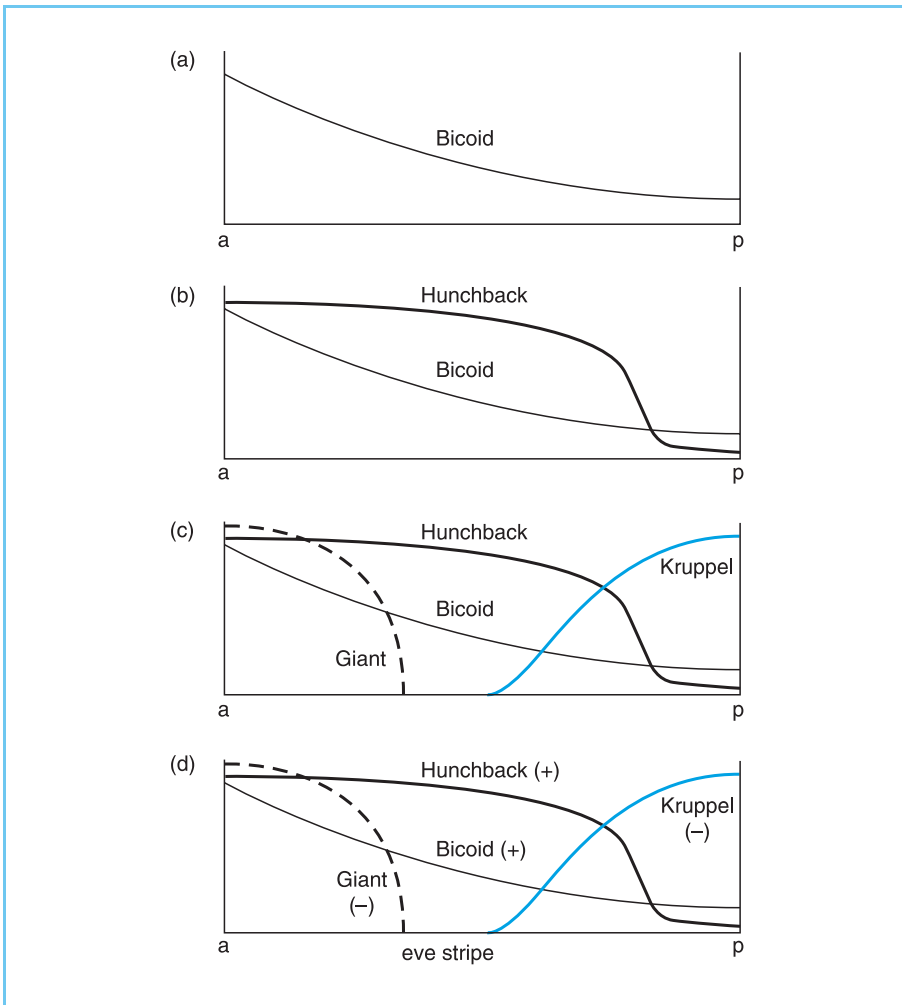 (a)
Bicoid
a
p
(b)
Hunchback
Bicoid
a
p
(c)
Hunchback
Kruppel
Bicoid
Giant
a
p
(d)
Hunchback (+)
Kruppel
(–)
Bicoid (+)
Giant
(–)
a
eve stripe
p